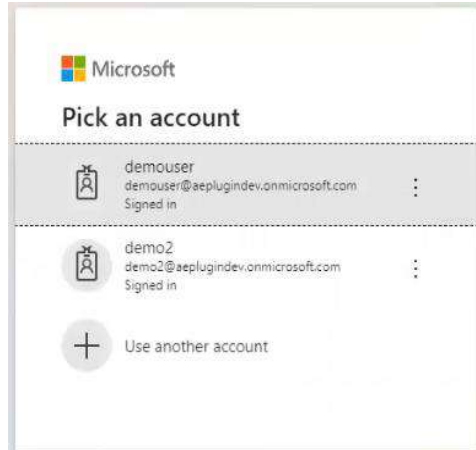 Microsoft
Pick an account
demouser
demouser@aeplugindev.onmicrosoft.com
Signed in
demo2
demo2@aeplugindev.onmicrosoft.com
Signed in
Use another account